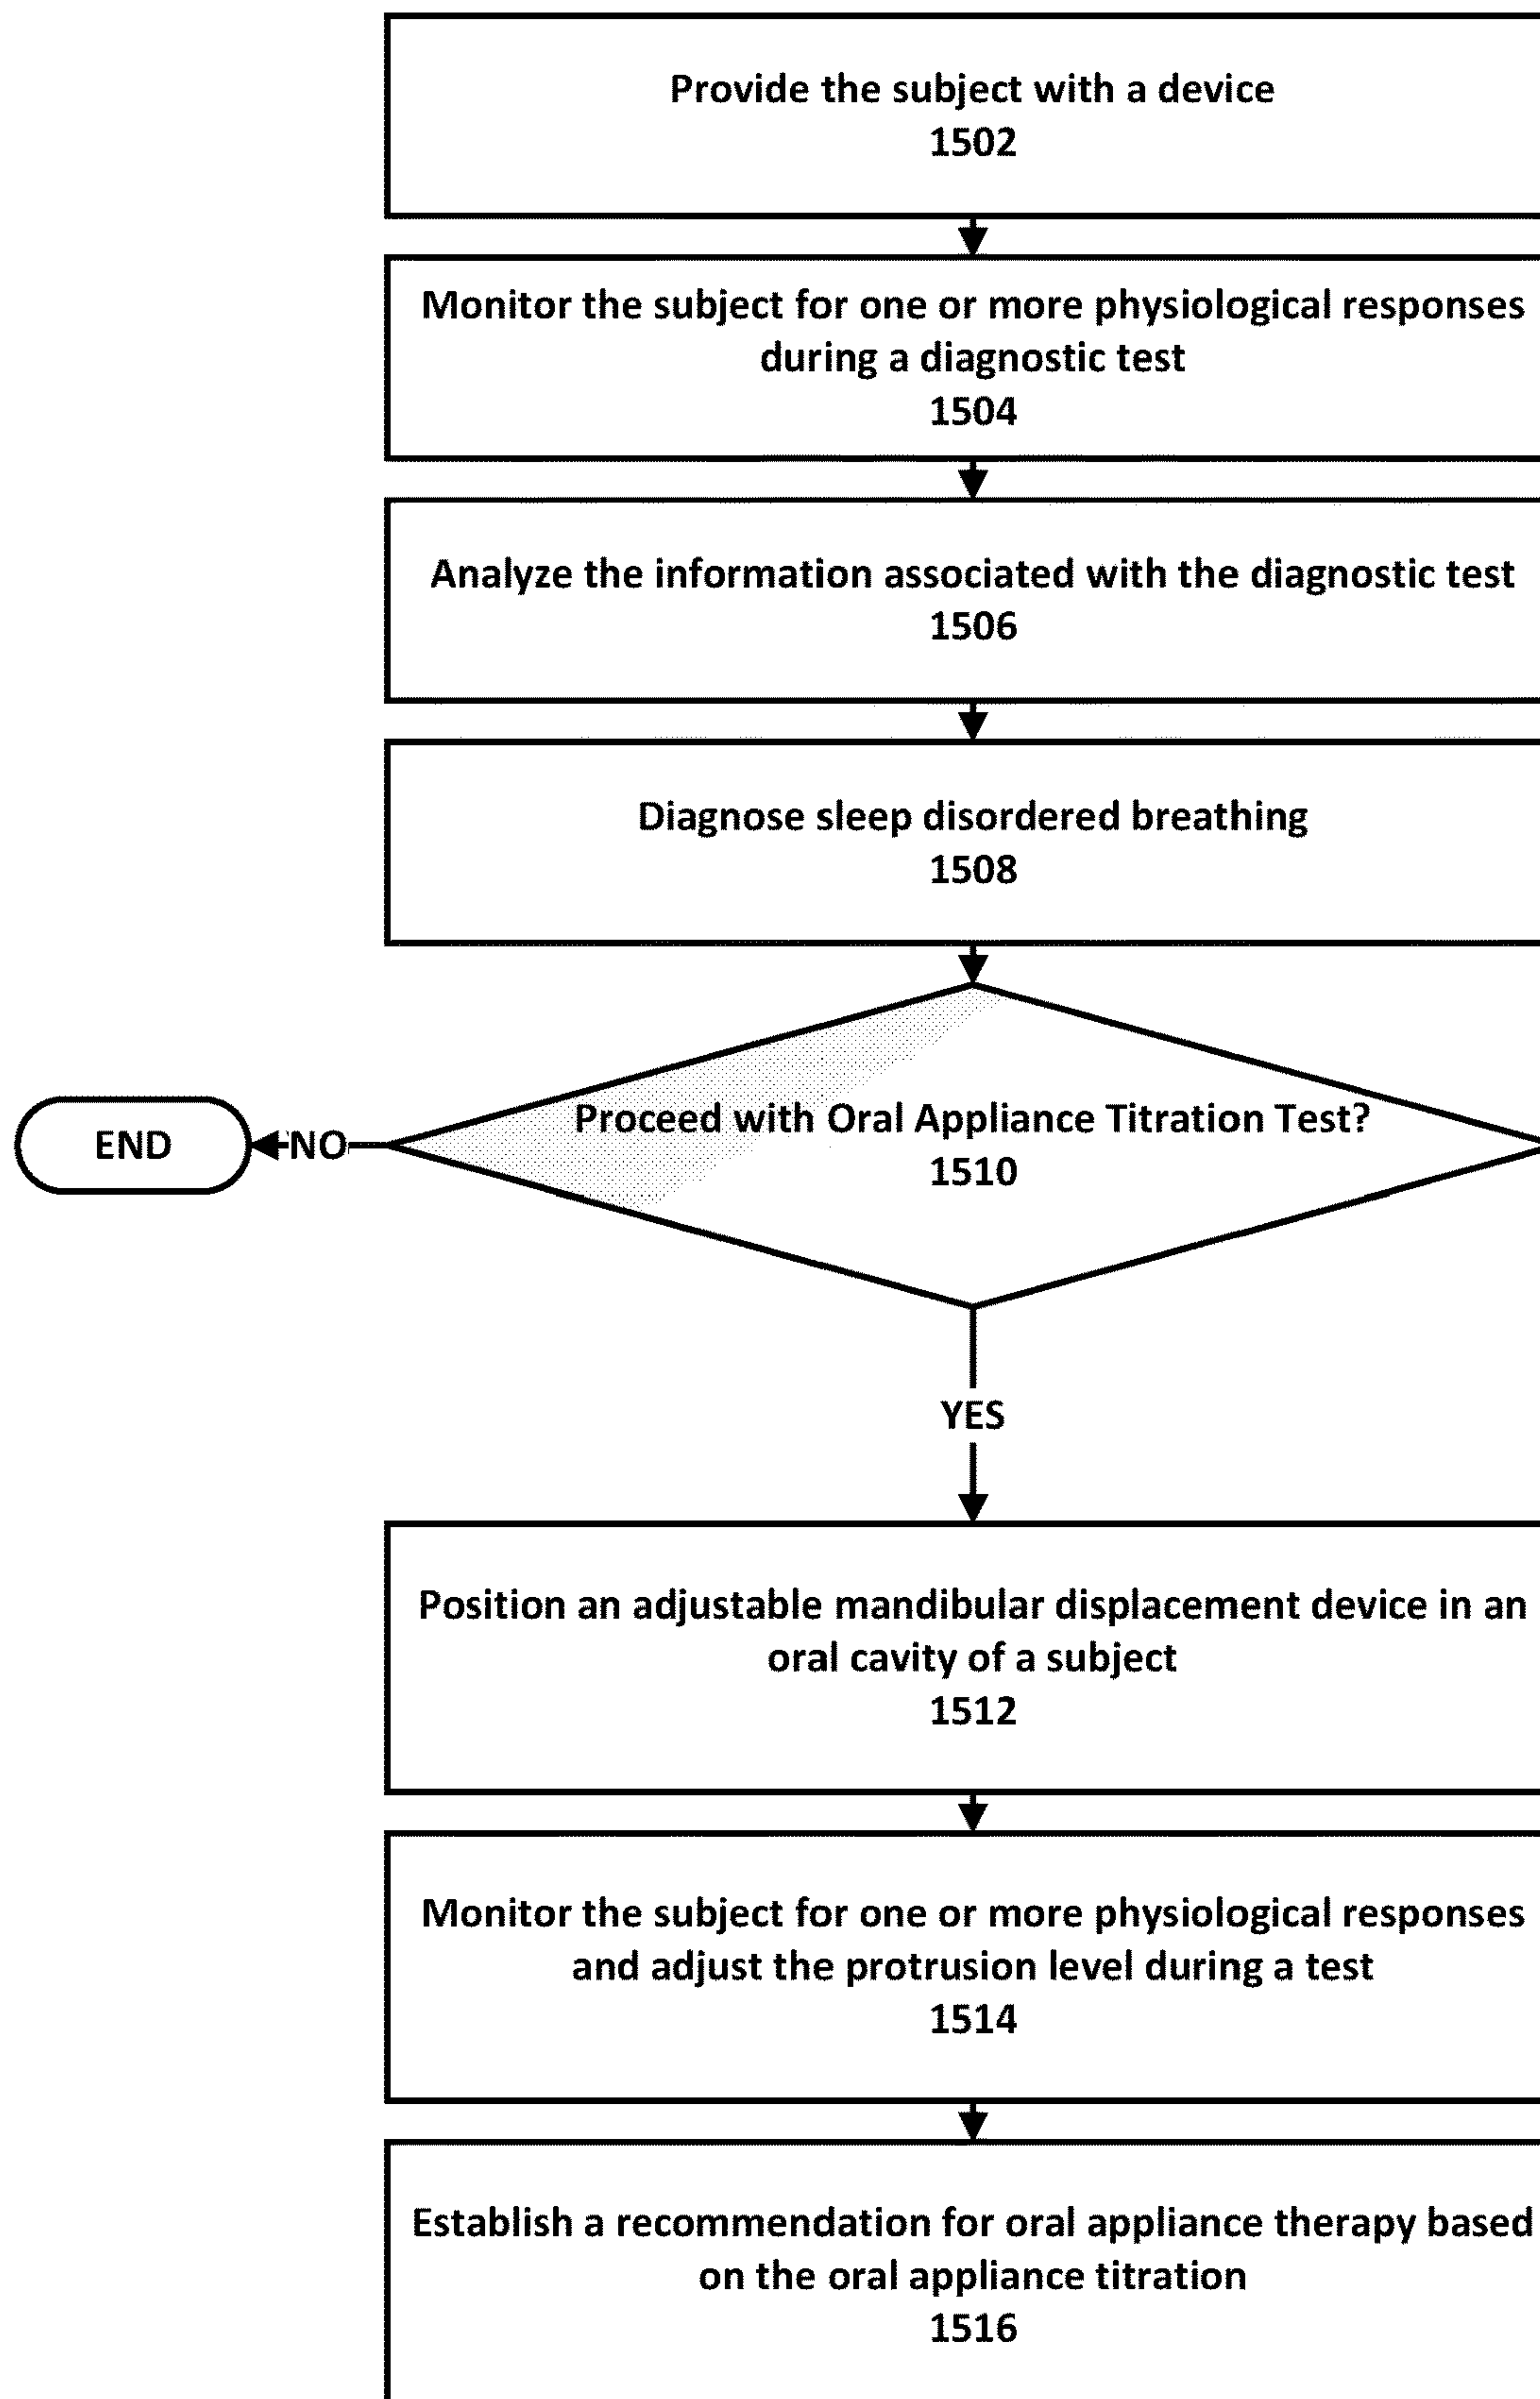 Provide the subject with a device
1502
Monitor the subject for one or more physiological responses
during a diagnostic test
1504
Analyze the information associated with the diagnostic test
1506
Diagnose sleep disordered breathing
1508
Proceed with Oral Appliance Titration Test?
1510
NO
END
YES
Position an adjustable mandibular displacement device in an
oral cavity of a subject
1512
Monitor the subject for one or more physiological responses
and adjust the protrusion level during a test
1514
Establish a recommendation for oral appliance therapy based
on the oral appliance titration
1516